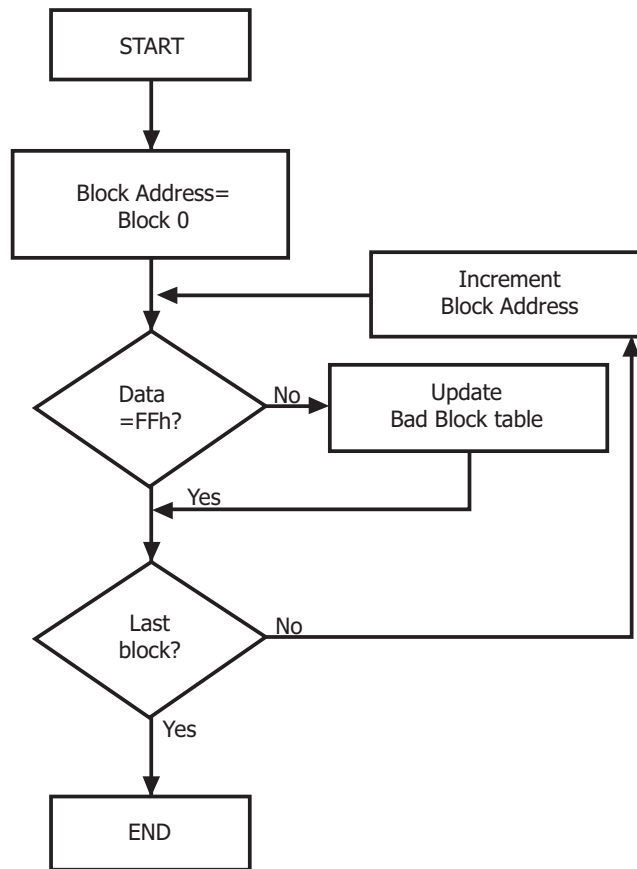 START
Block Address=
Block 0
Increment
Block Address
Data
=FFh?
No
Update
Bad Block table
Yes
Last
block?
No
Yes
END